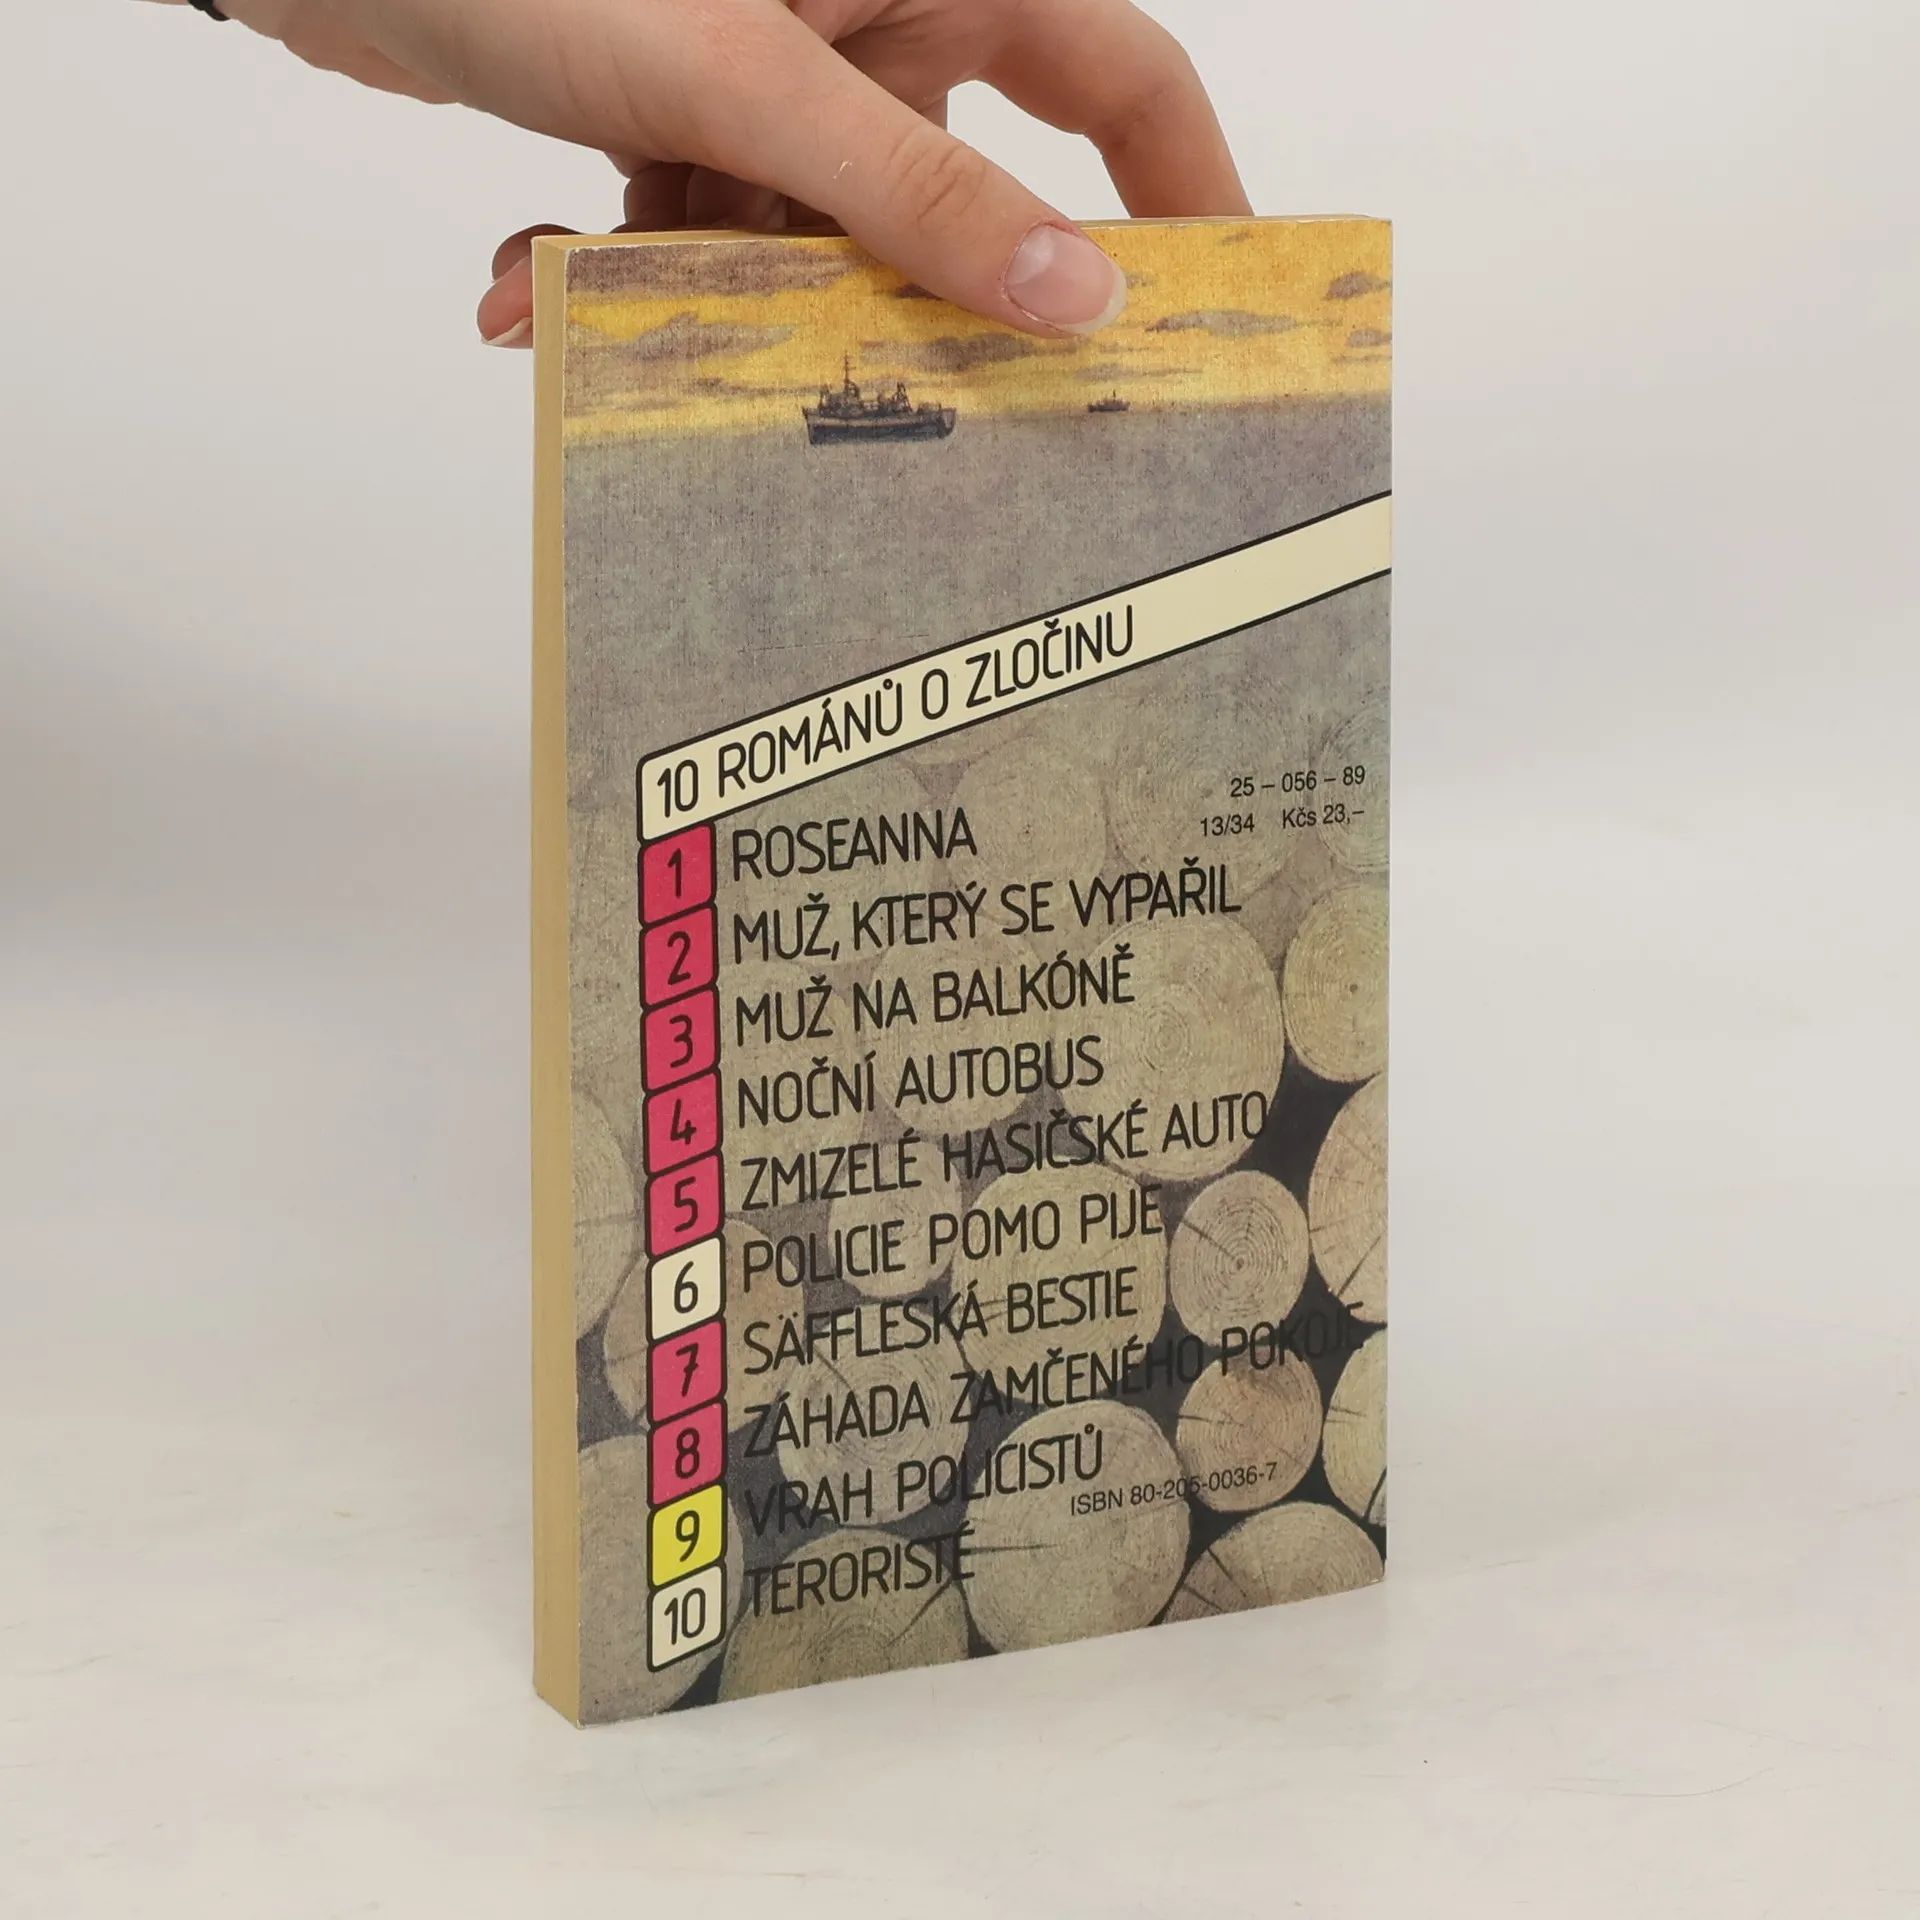 10 ROMÁNŮ O ZLOČINU
25 – 056 – 89
13/34 Kčs 23,–
1 ROSEANNA
2 MUŽ, KTERÝ SE VYPAŘIL
3 MUŽ NA BALKÓNĚ
4 NOČNÍ AUTOBUS
5 ZMIZELÉ HASIČSKÉ AUTO
6 POLICIE POMO PIJE
7 SÄFFLESKÁ BESTIE
8 ZÁHADA ZAMČENÉHO POKOJE
9 VRAH POLICISTŮ
ISBN 80-205-0036-7
10 TERORISTÉ